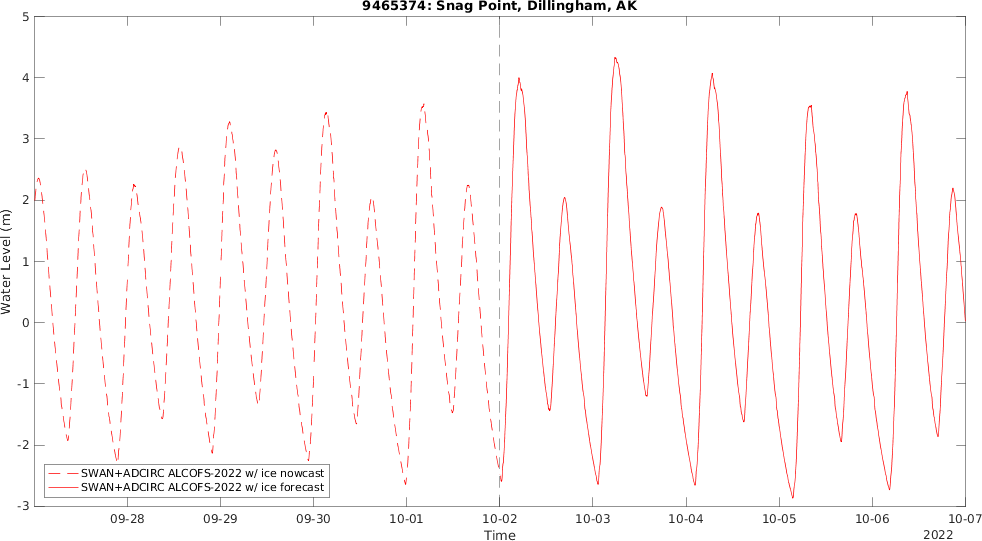 9465374: Snag Point, Dillingham, AK
5
4
3
2
1
0
-1
-2
-3
Water Level (m)
SWAN+ADCIRC ALCOFS-2022 w/ ice nowcast
SWAN+ADCIRC ALCOFS-2022 w/ ice forecast
09-28 09-29 09-30 10-01 10-02 10-03 10-04 10-05 10-06 10-07
Time
2022